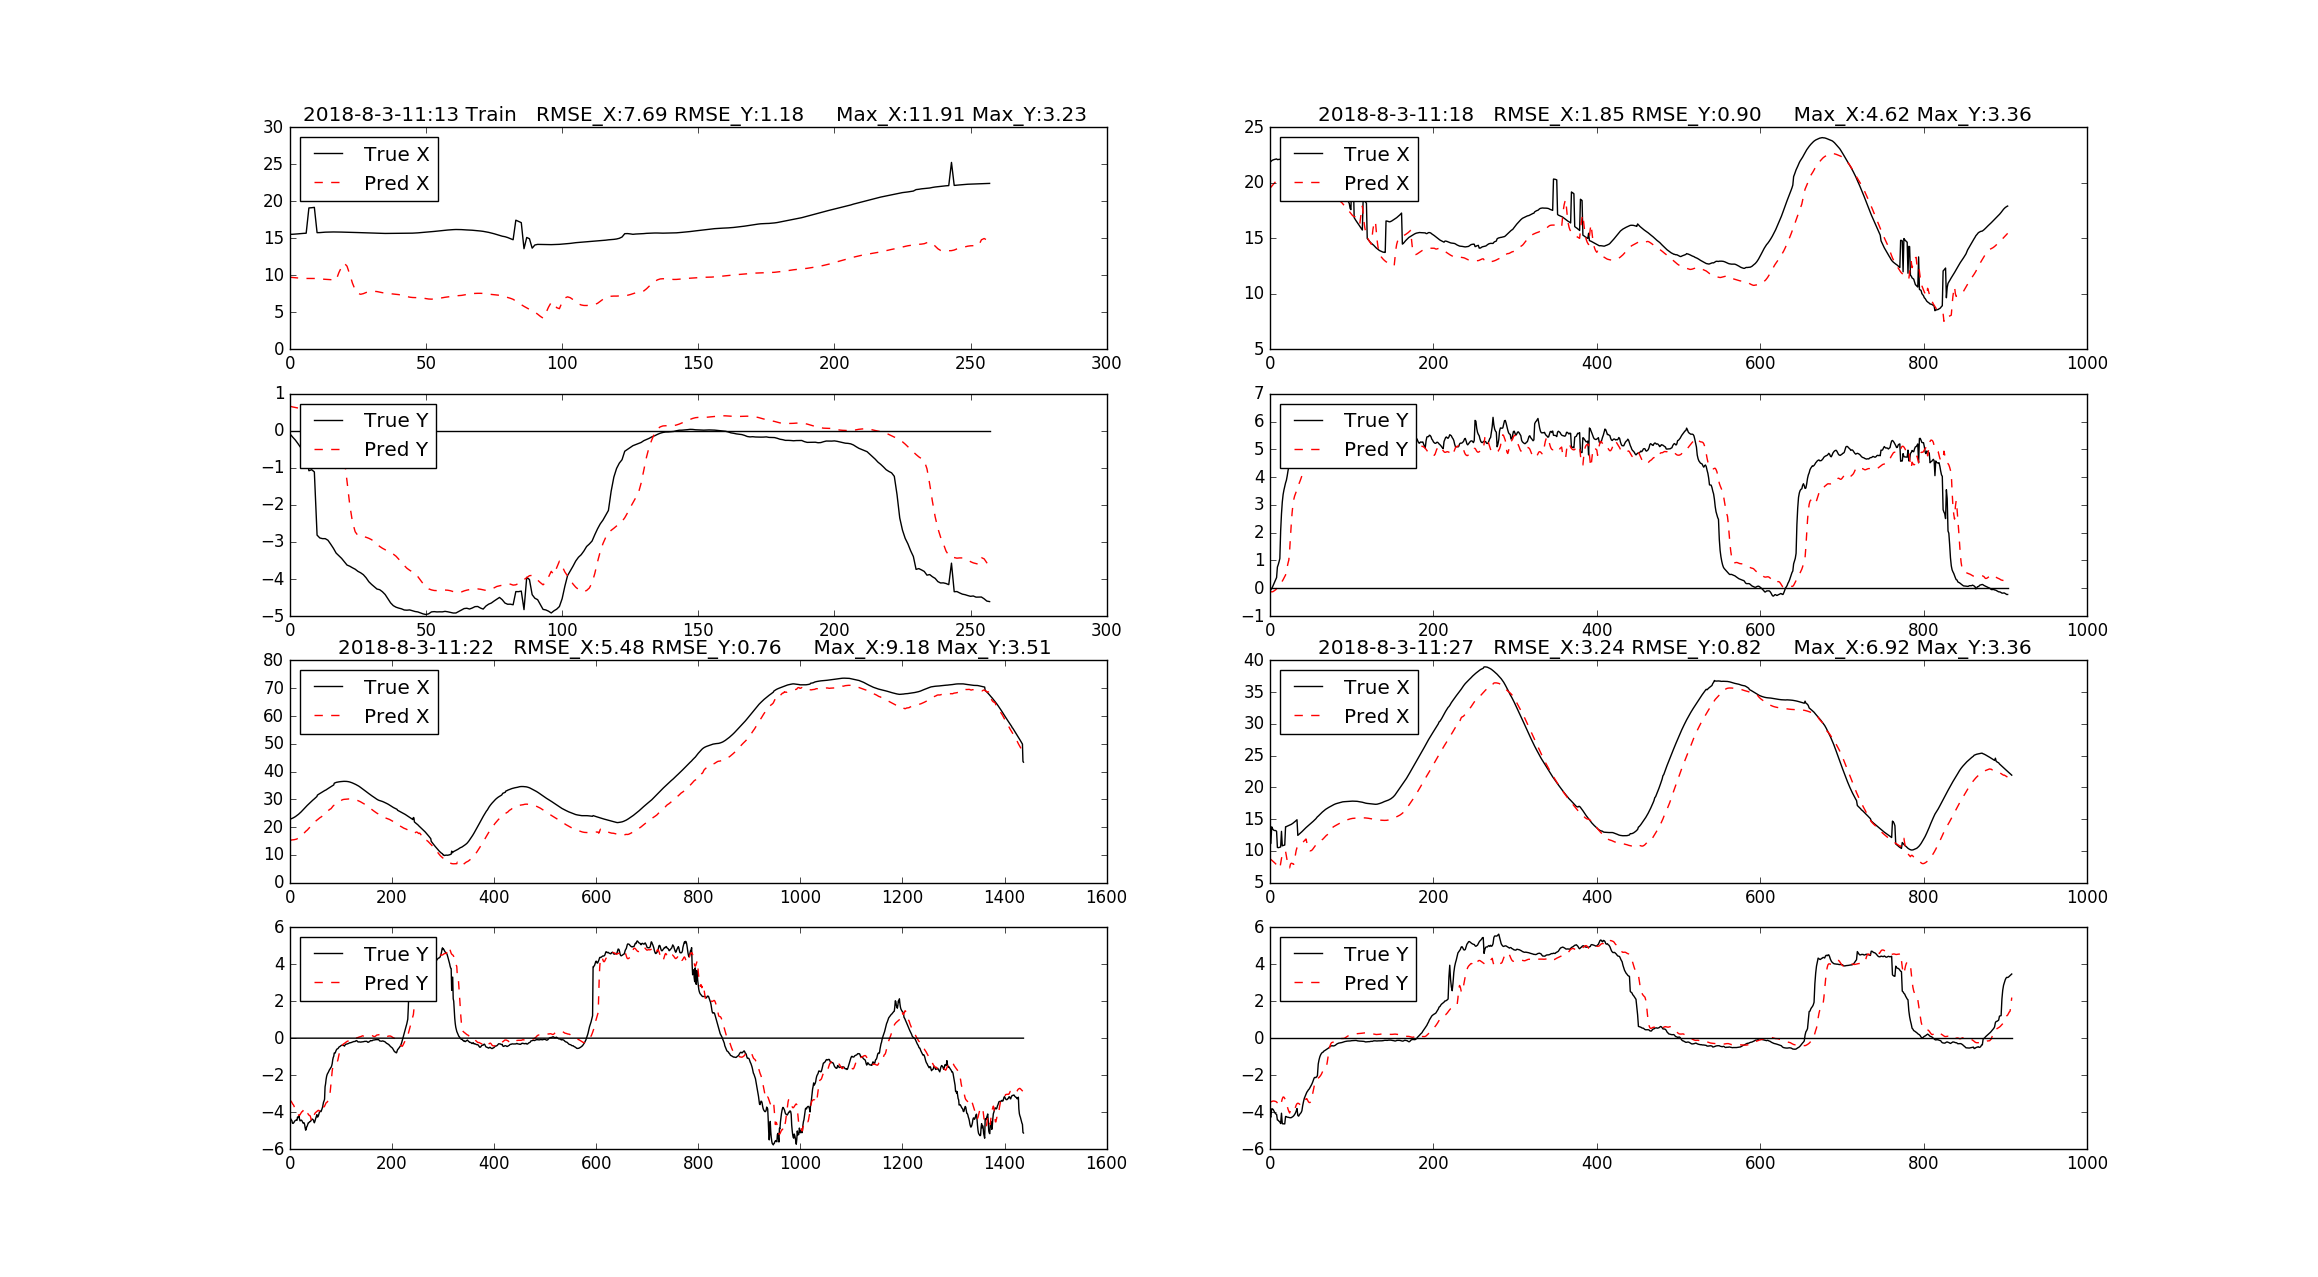 2018-8-3-11:13 Train   RMSE_X:7.69 RMSE_Y:1.18     Max_X:11.91 Max_Y:3.23
30
25
20
15
10
5
0
True X
Pred X
0 50 100 150 200 250 300
1
0
−1
−2
−3
−4
−5
True Y
Pred Y
0 50 100 150 200 250 300
2018-8-3-11:18   RMSE_X:1.85 RMSE_Y:0.90     Max_X:4.62 Max_Y:3.36
25
20
15
10
5
True X
Pred X
0 200 400 600 800 1000
7
6
5
4
3
2
1
0
−1
True Y
Pred Y
0 200 400 600 800 1000
2018-8-3-11:22   RMSE_X:5.48 RMSE_Y:0.76     Max_X:9.18 Max_Y:3.51
80
70
60
50
40
30
20
10
0
True X
Pred X
0 200 400 600 800 1000 1200 1400 1600
6
4
2
0
−2
−4
−6
True Y
Pred Y
0 200 400 600 800 1000 1200 1400 1600
2018-8-3-11:27   RMSE_X:3.24 RMSE_Y:0.82     Max_X:6.92 Max_Y:3.36
40
35
30
25
20
15
10
5
True X
Pred X
0 200 400 600 800 1000
6
4
2
0
−2
−4
−6
True Y
Pred Y
0 200 400 600 800 1000